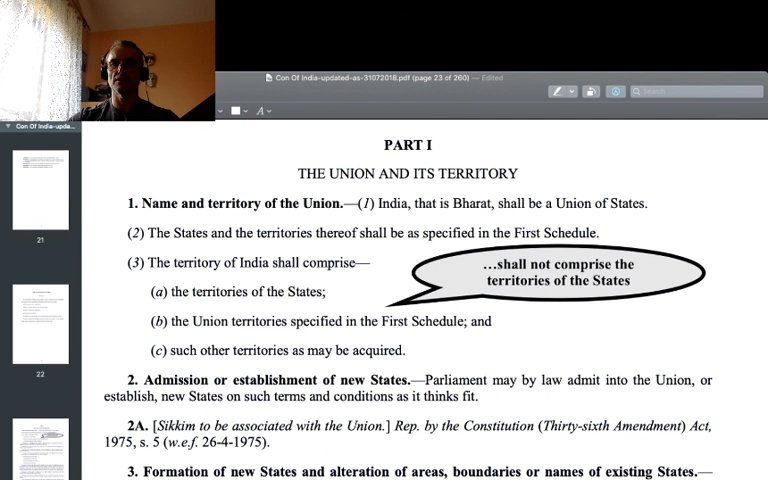 Con Of India-updated-as-31072018.pdf (page 23 of 260) — Edited
A
Search
Con Of India-upda...
21
22
PART I
THE UNION AND ITS TERRITORY
1. Name and territory of the Union.—(1) India, that is Bharat, shall be a Union of States.
(2) The States and the territories thereof shall be as specified in the First Schedule.
(3) The territory of India shall comprise—
...shall not comprise the
territories of the States
(a) the territories of the States;
(b) the Union territories specified in the First Schedule; and
(c) such other territories as may be acquired.
2. Admission or establishment of new States.—Parliament may by law admit into the Union, or
establish, new States on such terms and conditions as it thinks fit.
2A. [Sikkim to be associated with the Union.] Rep. by the Constitution (Thirty-sixth Amendment) Act,
1975, s. 5 (w.e.f. 26-4-1975).
3. Formation of new States and alteration of areas, boundaries or names of existing States.—